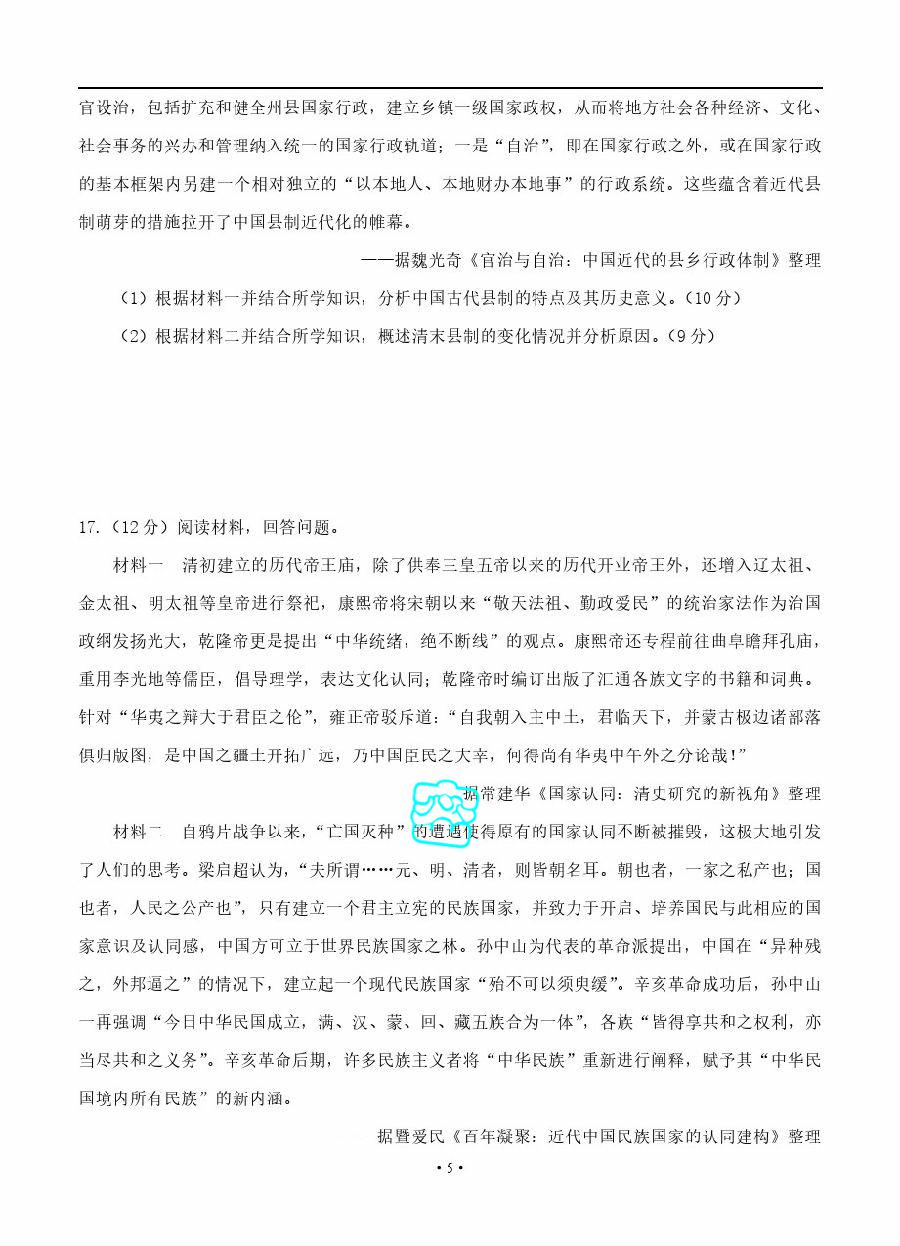 官设治，包括扩充和健全州县国家行政，建立乡镇一级国家政权，从而将地方社会各种经济、文化、
社会事务的兴办和管理纳入统一的国家行政轨道；一是“自治”，即在国家行政之外，或在国家行政
的基本框架内另建一个相对独立的“以本地人、本地财办本地事”的行政系统。这些蕴含着近代县
制萌芽的措施拉开了中国县制近代化的帷幕。
——据魏光奇《官治与自治：中国近代的县乡行政体制》整理
（1）根据材料一并结合所学知识，分析中国古代县制的特点及其历史意义。（10 分）
（2）根据材料二并结合所学知识，概述清末县制的变化情况并分析原因。（9 分）
17.（12 分）阅读材料，回答问题。
材料一　清初建立的历代帝王庙，除了供奉三皇五帝以来的历代开业帝王外，还增入辽太祖、
金太祖、明太祖等皇帝进行祭祀，康熙帝将宋朝以来“敬天法祖、勤政爱民”的统治家法作为治国
政纲发扬光大，乾隆帝更是提出“中华统绪，绝不断线”的观点。康熙帝还专程前往曲阜瞻拜孔庙，
重用李光地等儒臣，倡导理学，表达文化认同；乾隆帝时编订出版了汇通各族文字的书籍和词典。
针对“华夷之辩大于君臣之伦”，雍正帝驳斥道：“自我朝入主中土，君临天下，并蒙古极边诸部落
俱归版图，是中国之疆土开拓广远，乃中国臣民之大幸，何得尚有华夷中午外之分论哉！”
据常建华《国家认同：清史研究的新视角》整理
材料二　自鸦片战争以来，“亡国灭种”的遭遇使得原有的国家认同不断被摧毁，这极大地引发
了人们的思考。梁启超认为，“夫所谓……元、明、清者，则皆朝名耳。朝也者，一家之私产也；国
也者，人民之公产也”，只有建立一个君主立宪的民族国家，并致力于开启、培养国民与此相应的国
家意识及认同感，中国方可立于世界民族国家之林。孙中山为代表的革命派提出，中国在“异种残
之，外邦逼之”的情况下，建立起一个现代民族国家“殆不可以须臾缓”。辛亥革命成功后，孙中山
一再强调“今日中华民国成立，满、汉、蒙、回、藏五族合为一体”，各族“皆得享共和之权利，亦
当尽共和之义务”。辛亥革命后期，许多民族主义者将“中华民族”重新进行阐释，赋予其“中华民
国境内所有民族”的新内涵。
据暨爱民《百年凝聚：近代中国民族国家的认同建构》整理
·5·